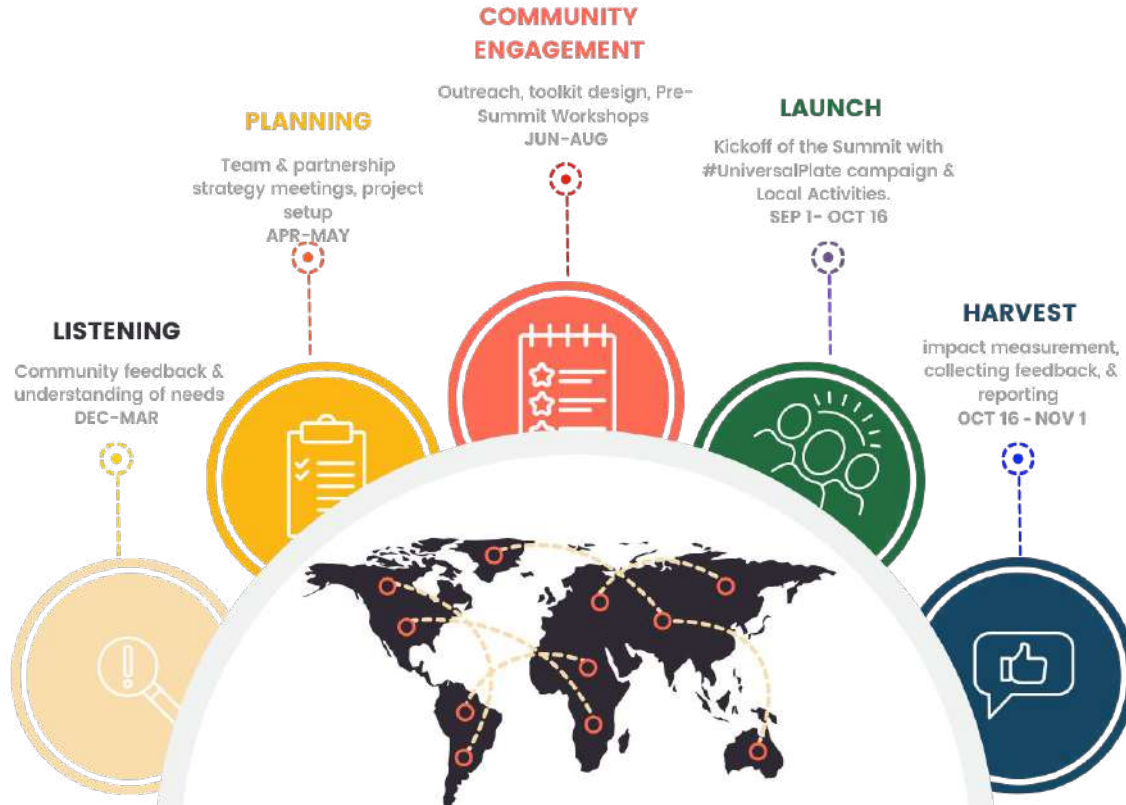 LISTENING
Community feedback &
understanding of needs
DEC-MAR
PLANNING
Team & partnership
strategy meetings, project
setup
APR-MAY
COMMUNITY
ENGAGEMENT
Outreach, toolkit design, Pre-
Summit Workshops
JUN-AUG
LAUNCH
Kickoff of the Summit with
#UniversalPlate campaign &
Local Activities.
SEP 1- OCT 16
HARVEST
impact measurement,
collecting feedback, &
reporting
OCT 16 - NOV 1